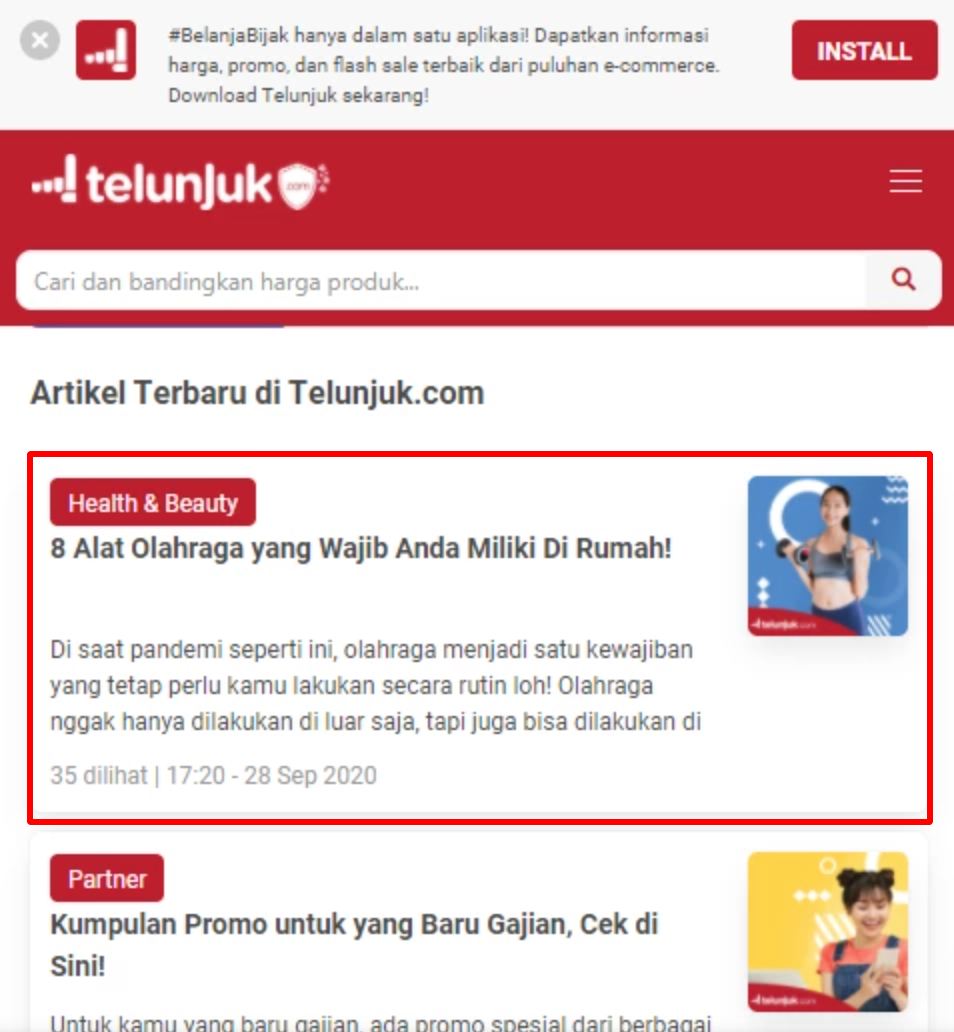 #BelanjaBijak hanya dalam satu aplikasi! Dapatkan informasi
harga, promo, dan flash sale terbaik dari puluhan e-commerce.
Download Telunjuk sekarang!
INSTALL
telunjuk .com
Cari dan bandingkan harga produk...
Artikel Terbaru di Telunjuk.com
Health & Beauty
8 Alat Olahraga yang Wajib Anda Miliki Di Rumah!
Di saat pandemi seperti ini, olahraga menjadi satu kewajiban
yang tetap perlu kamu lakukan secara rutin loh! Olahraga
nggak hanya dilakukan di luar saja, tapi juga bisa dilakukan di
35 dilihat | 17:20 - 28 Sep 2020
telunjuk.com
Partner
Kumpulan Promo untuk yang Baru Gajian, Cek di
Sini!
Untuk kamu yang baru gajian, ada promo spesial dari berbagai
telunjuk.com